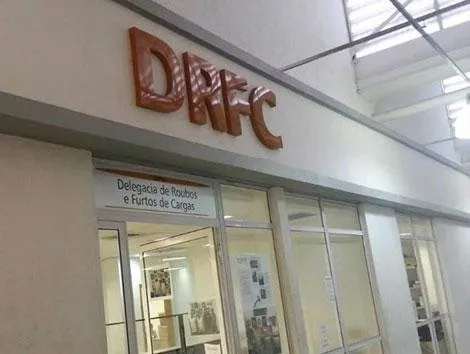 DRFC
Delegacia de Roubos
e Furtos de Cargas